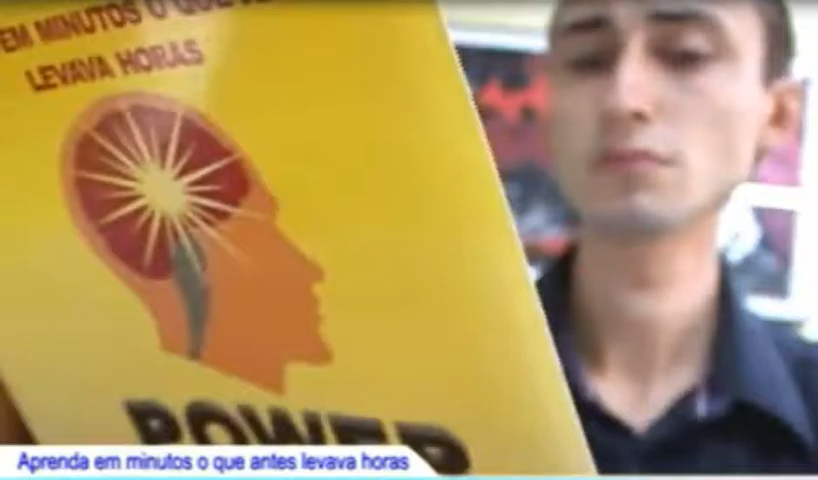 EM MINUTOS O QUE
LEVAVA HORAS
POWER
Aprenda em minutos o que antes levava horas